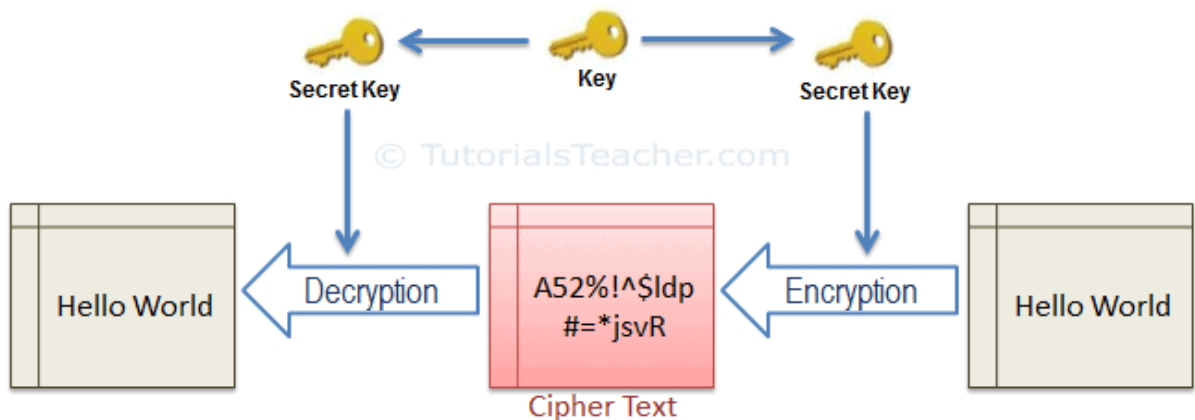 Key
Secret Key
Secret Key
© TutorialsTeacher.com
Hello World
Decryption
A52%!^$ldp
#=*jsvR
Encryption
Hello World
Cipher Text